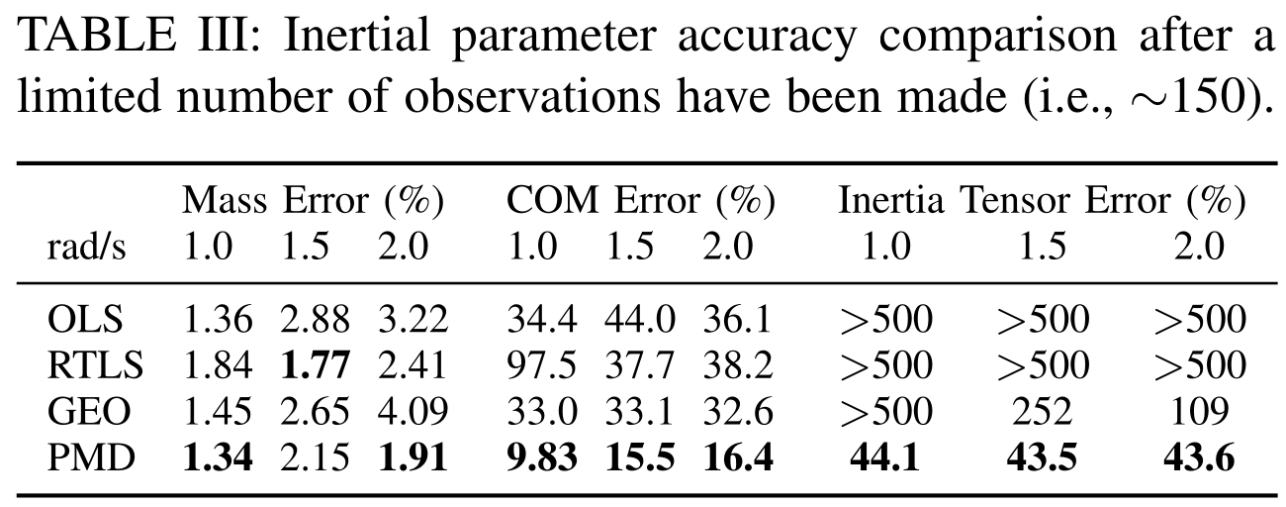 TABLE III: Inertial parameter accuracy comparison after a
limited number of observations have been made (i.e., ∼150).
Mass Error (%) COM Error (%) Inertia Tensor Error (%)
rad/s 1.0 1.5 2.0 1.0 1.5 2.0 1.0 1.5 2.0
OLS 1.36 2.88 3.22 34.4 44.0 36.1 >500 >500 >500
RTLS 1.84 1.77 2.41 97.5 37.7 38.2 >500 >500 >500
GEO 1.45 2.65 4.09 33.0 33.1 32.6 >500 252 109
PMD 1.34 2.15 1.91 9.83 15.5 16.4 44.1 43.5 43.6